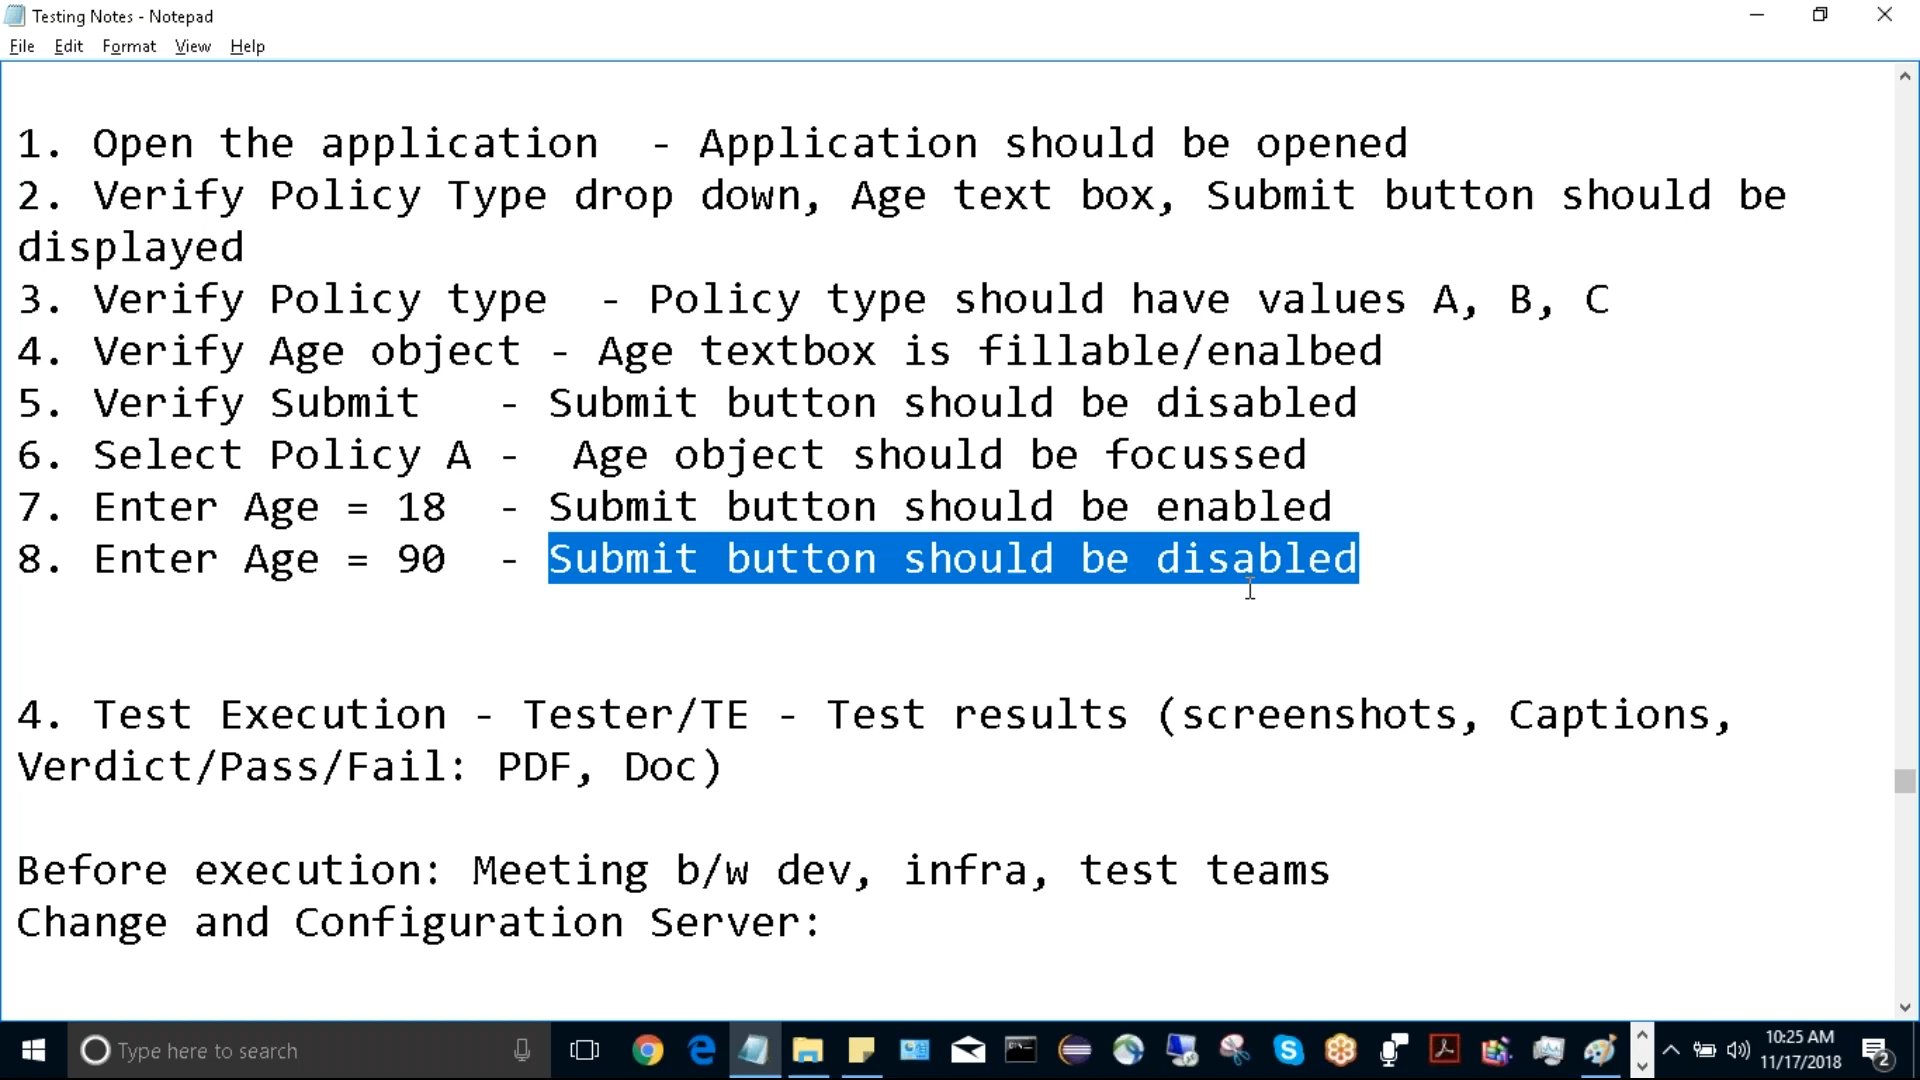 Testing Notes - Notepad
File Edit Format View Help
1. Open the application  - Application should be opened
2. Verify Policy Type drop down, Age text box, Submit button should be
displayed
3. Verify Policy type  - Policy type should have values A, B, C
4. Verify Age object - Age textbox is fillable/enalbed
5. Verify Submit   - Submit button should be disabled
6. Select Policy A -  Age object should be focussed
7. Enter Age = 18  - Submit button should be enabled
8. Enter Age = 90  - Submit button should be disabled
4. Test Execution - Tester/TE - Test results (screenshots, Captions,
Verdict/Pass/Fail: PDF, Doc)
Before execution: Meeting b/w dev, infra, test teams
Change and Configuration Server:
Type here to search
10:25 AM
11/17/2018
2